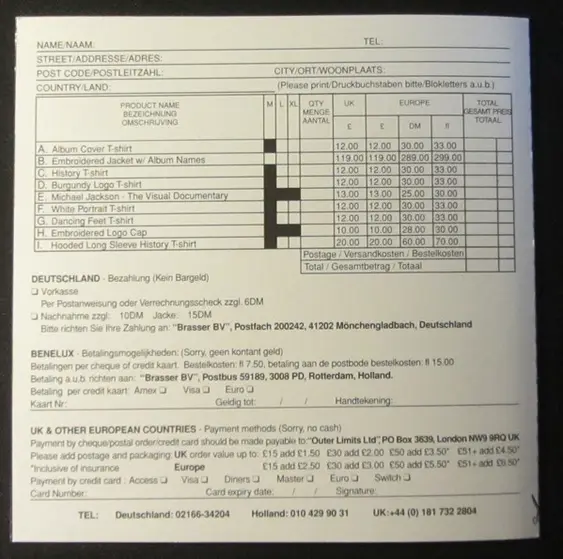 NAME/NAAM: TEL:
STREET/ADDRESSE/ADRES:
POST CODE/POSTLEITZAHL: CITY/ORT/WOONPLAATS:
COUNTRY/LAND: (Please print/Druckbuchstaben bitte/Blokletters a.u.b.)
PRODUCT NAME M L XL QTY UK EUROPE TOTAL
BEZEICHNUNG MENGE GESAMT PREIS
OMSCHRIJVING AANTAL £ £ DM fl TOTAAL
A. Album Cover T-shirt 12.00 12.00 30.00 33.00
B. Embroidered Jacket w/ Album Names 119.00 119.00 289.00 299.00
C. History T-shirt 12.00 12.00 30.00 33.00
D. Burgundy Logo T-shirt 12.00 12.00 30.00 33.00
E. Michael Jackson - The Visual Documentary 13.00 13.00 25.00 30.00
F. White Portrait T-shirt 12.00 12.00 30.00 33.00
G. Dancing Feet T-shirt 12.00 12.00 30.00 33.00
H. Embroidered Logo Cap 10.00 10.00 28.00 30.00
I. Hooded Long Sleeve History T-shirt 20.00 20.00 60.00 70.00
Postage / Versandkosten / Bestelkosten
Total / Gesamtbetrag / Totaal
DEUTSCHLAND - Bezahlung (Kein Bargeld)
❏ Vorkasse
Per Postanweisung oder Verrechnungsscheck zzgl. 6DM
❏ Nachnahme zzgl: 10DM Jacke: 15DM
Bitte richten Sie Ihre Zahlung an: "Brasser BV", Postfach 200242, 41202 Mönchengladbach, Deutschland
BENELUX - Betalingsmogelijkheden: (Sorry, geen kontant geld)
Betalingen per cheque of credit kaart. Bestelkosten: fl 7.50, betaling aan de postbode bestelkosten: fl 15.00
Betaling a.u.b. richten aan: "Brasser BV", Postbus 59189, 3008 PD, Rotterdam, Holland.
Betaling per credit kaart: Amex ❏ Visa ❏ Euro ❏
Kaart Nr: Geldig tot: / / Handtekening:
UK & OTHER EUROPEAN COUNTRIES - Payment methods (Sorry, no cash)
Payment by cheque/postal order/credit card should be made payable to "Outer Limits Ltd", PO Box 3639, London NW9 9RQ UK
Please add postage and packaging: UK order value up to: £15 add £1.50 £30 add £2.00 £50 add £3.50* £51+ add £4.50*
*Inclusive of insurance Europe £15 add £2.50 £30 add £3.00 £50 add £5.50* £51+ add £6.50*
Payment by credit card : Access ❏ Visa ❏ Diners ❏ Master ❏ Euro ❏ Switch ❏
Card Number: Card expiry date: / / Signature:
TEL: Deutschland: 02166-34204 Holland: 010 429 90 31 UK:+44 (0) 181 732 2804